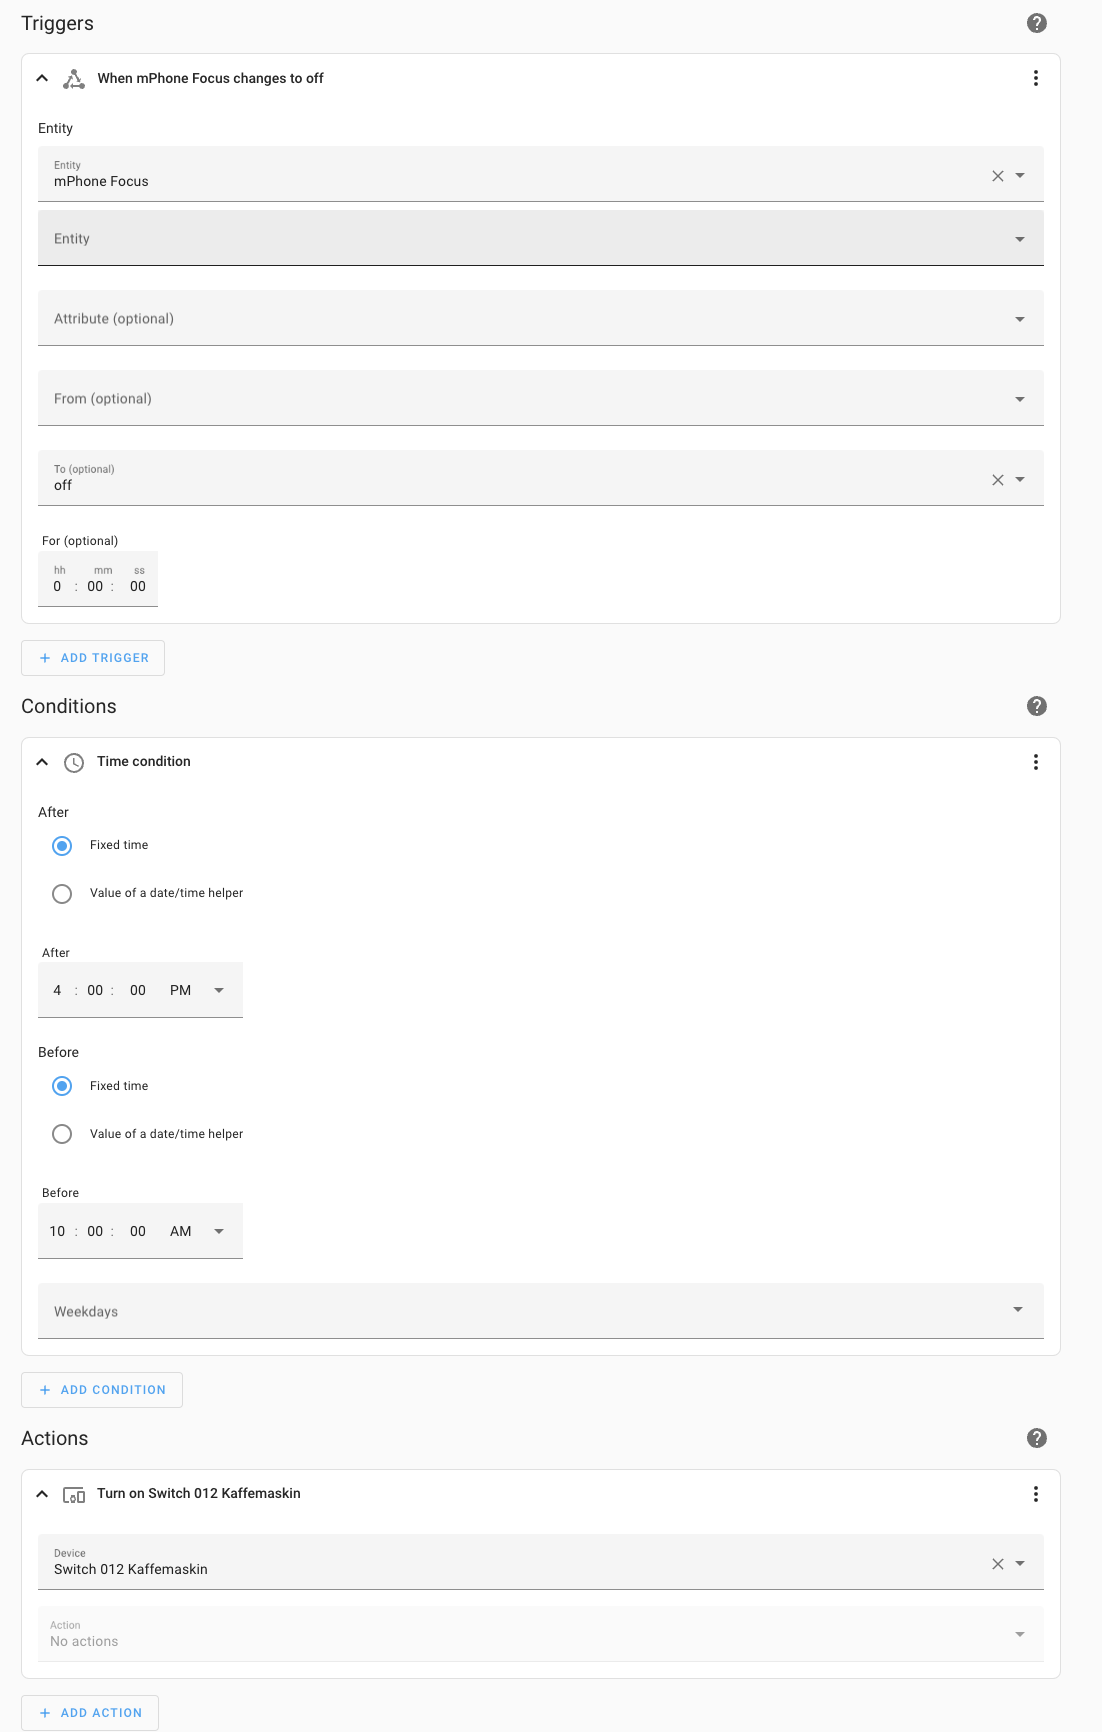 Triggers
When mPhone Focus changes to off
Entity
Entity
mPhone Focus
Entity
Attribute (optional)
From (optional)
To (optional)
off
For (optional)
hh mm ss
0 : 00 : 00
+ ADD TRIGGER
Conditions
Time condition
After
Fixed time
Value of a date/time helper
After
4 : 00 : 00 PM
Before
Fixed time
Value of a date/time helper
Before
10 : 00 : 00 AM
Weekdays
+ ADD CONDITION
Actions
Turn on Switch 012 Kaffemaskin
Device
Switch 012 Kaffemaskin
Action
No actions
+ ADD ACTION